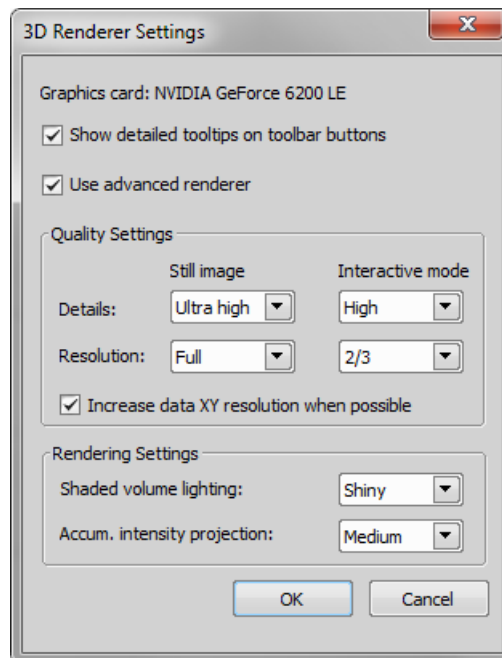 3D Renderer Settings
Graphics card: NVIDIA GeForce 6200 LE
Show detailed tooltips on toolbar buttons
Use advanced renderer
Quality Settings
Still image Interactive mode
Details: Ultra high High
Resolution: Full 2/3
Increase data XY resolution when possible
Rendering Settings
Shaded volume lighting: Shiny
Accum. intensity projection: Medium
OK Cancel